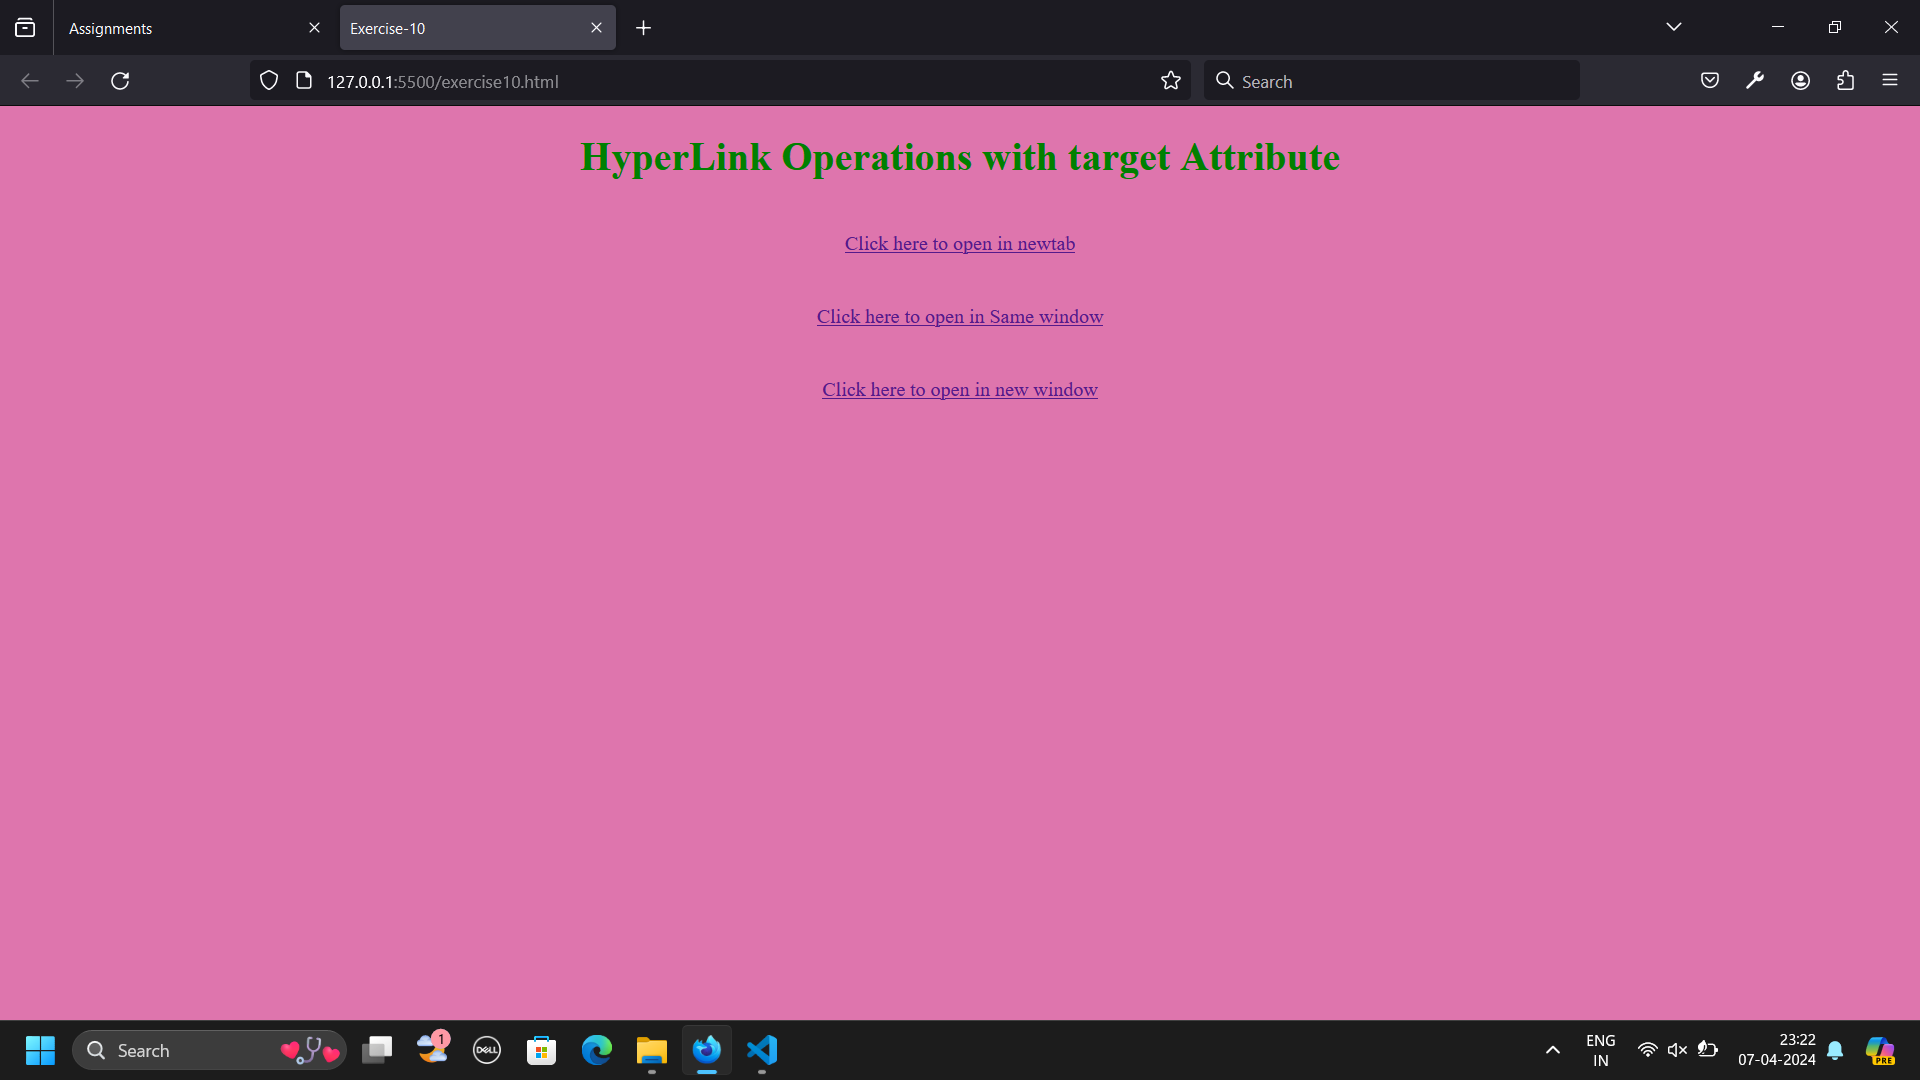 Assignments
Exercise-10
127.0.0.1:5500/exercise10.html
Search
HyperLink Operations with target Attribute
Click here to open in newtab
Click here to open in Same window
Click here to open in new window
Search
1
DELL
PRE
ENG
IN
23:22
07-04-2024